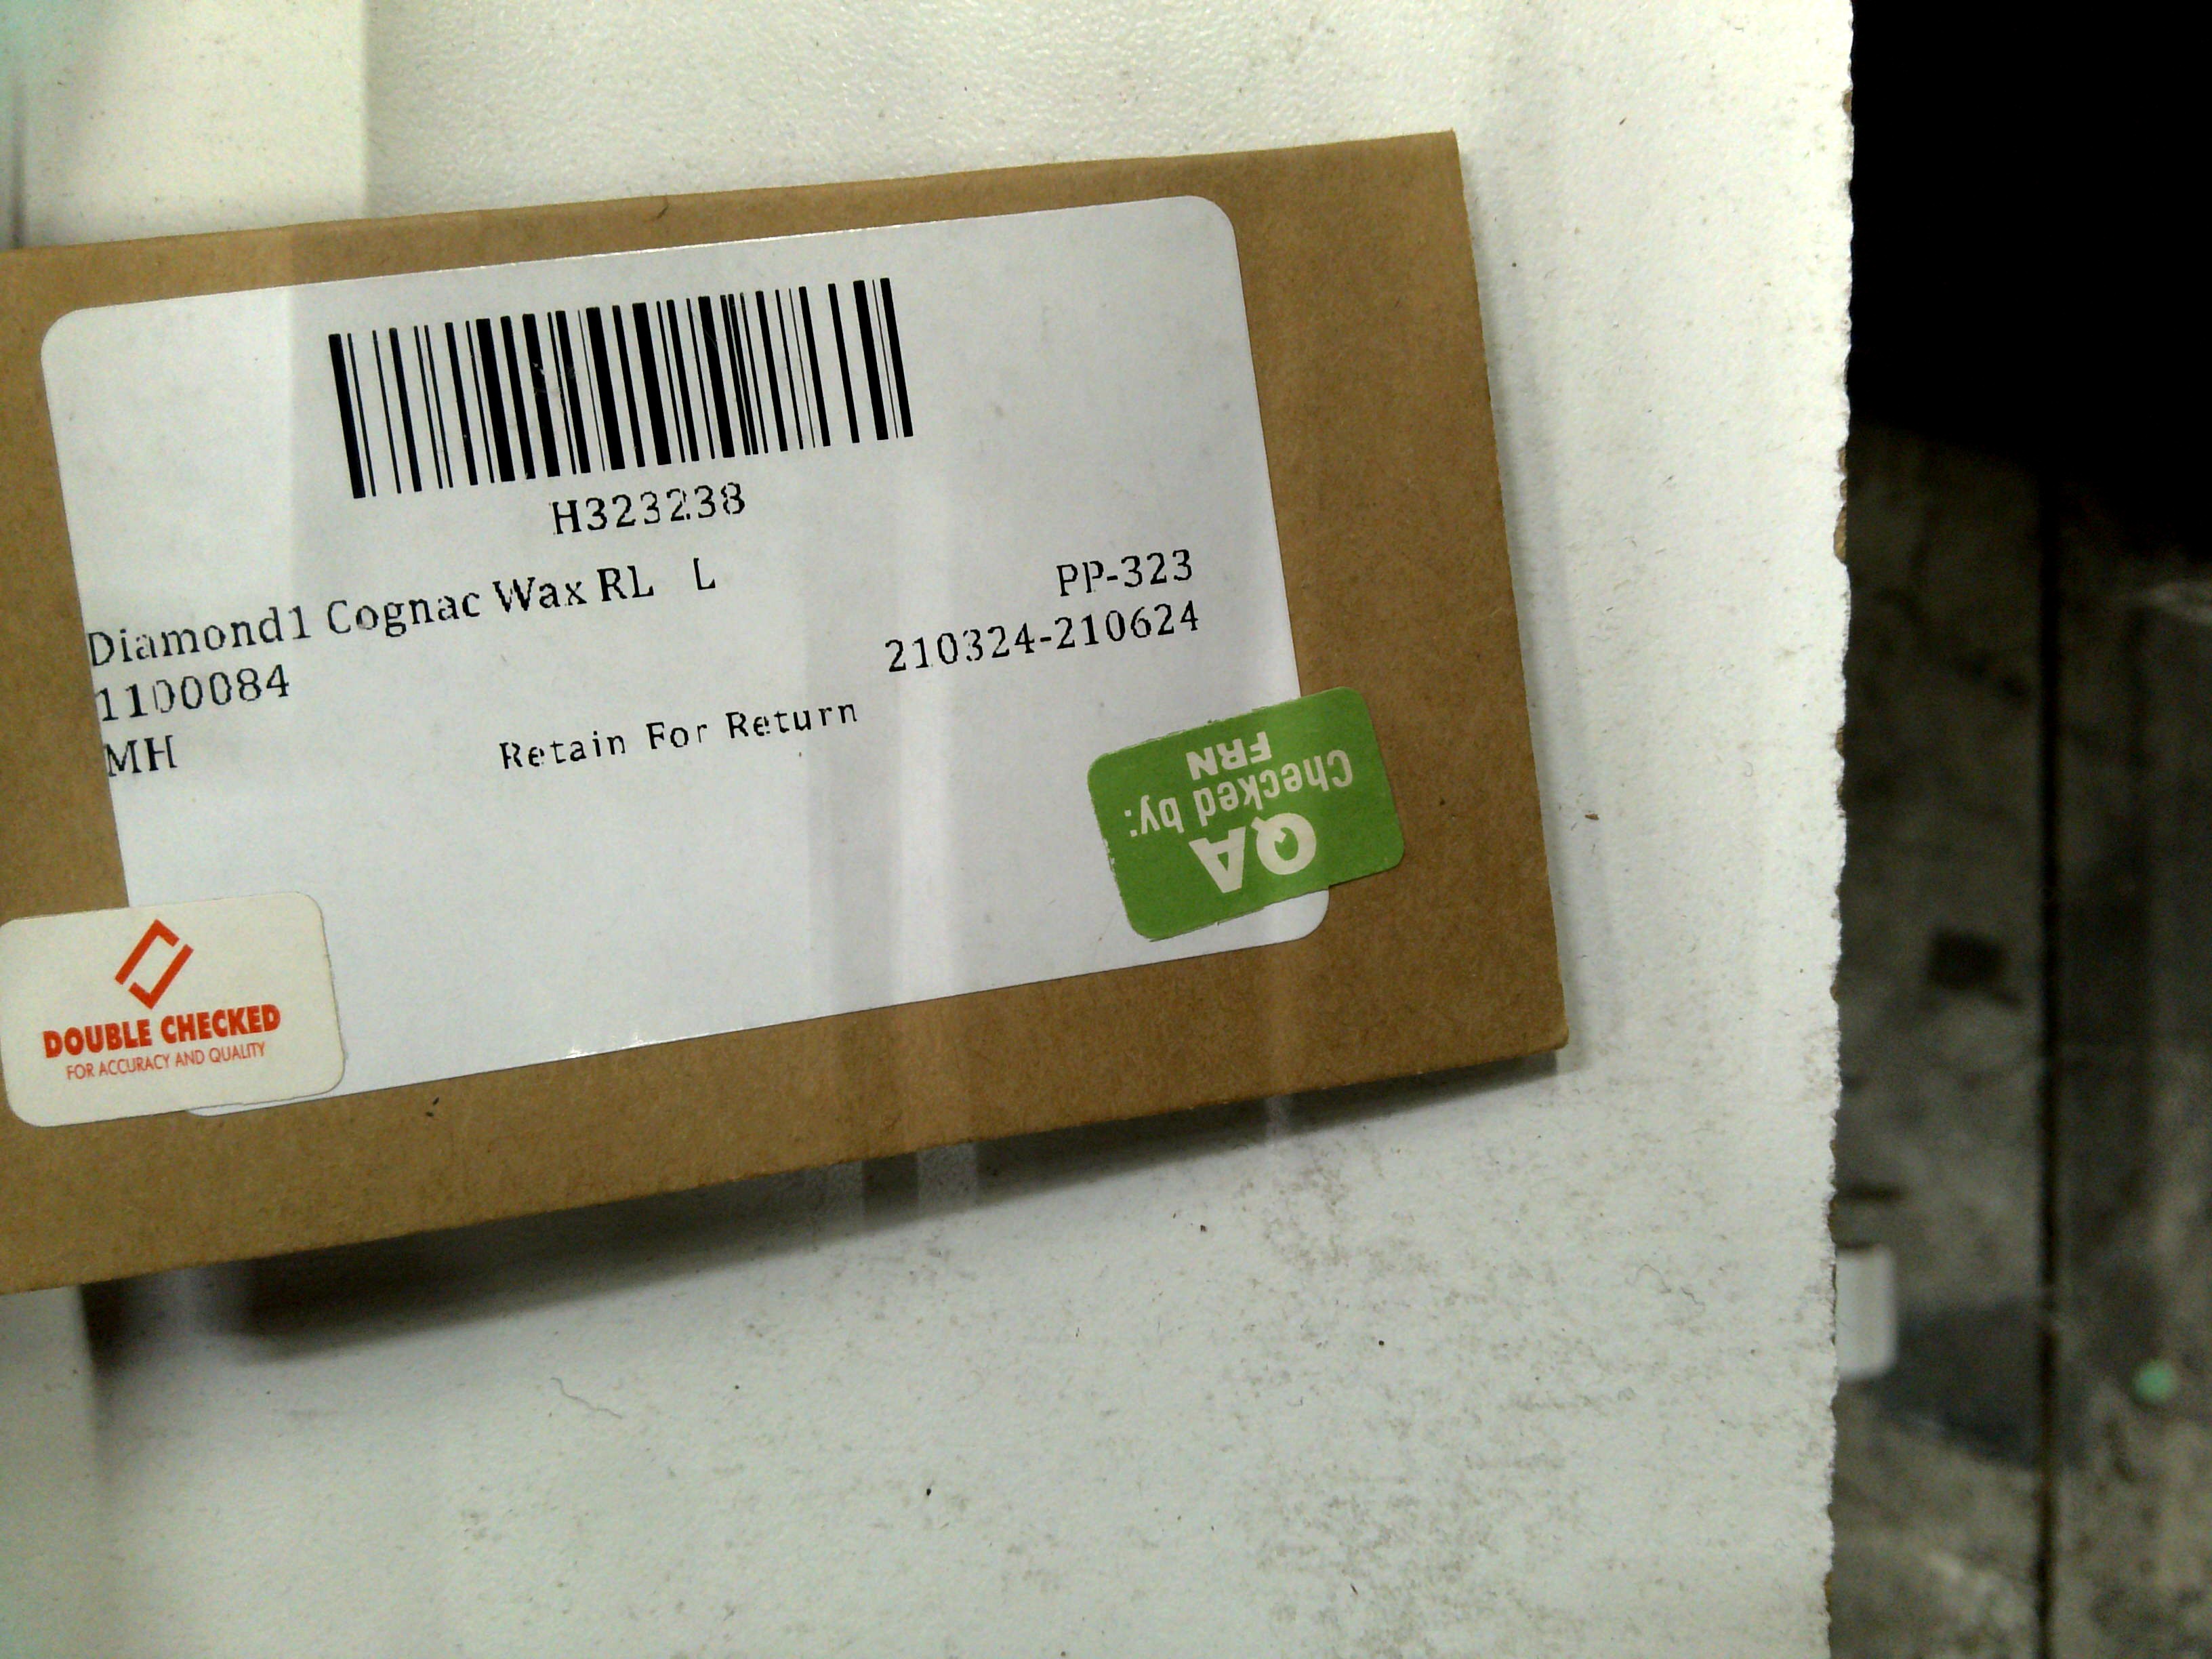 H323238
Diamond1 Cognac Wax RL L
PP-323
1100084
210324-210624
MH
Retain For Return
QA
Checked by:
FRN
DOUBLE CHECKED
FOR ACCURACY AND QUALITY